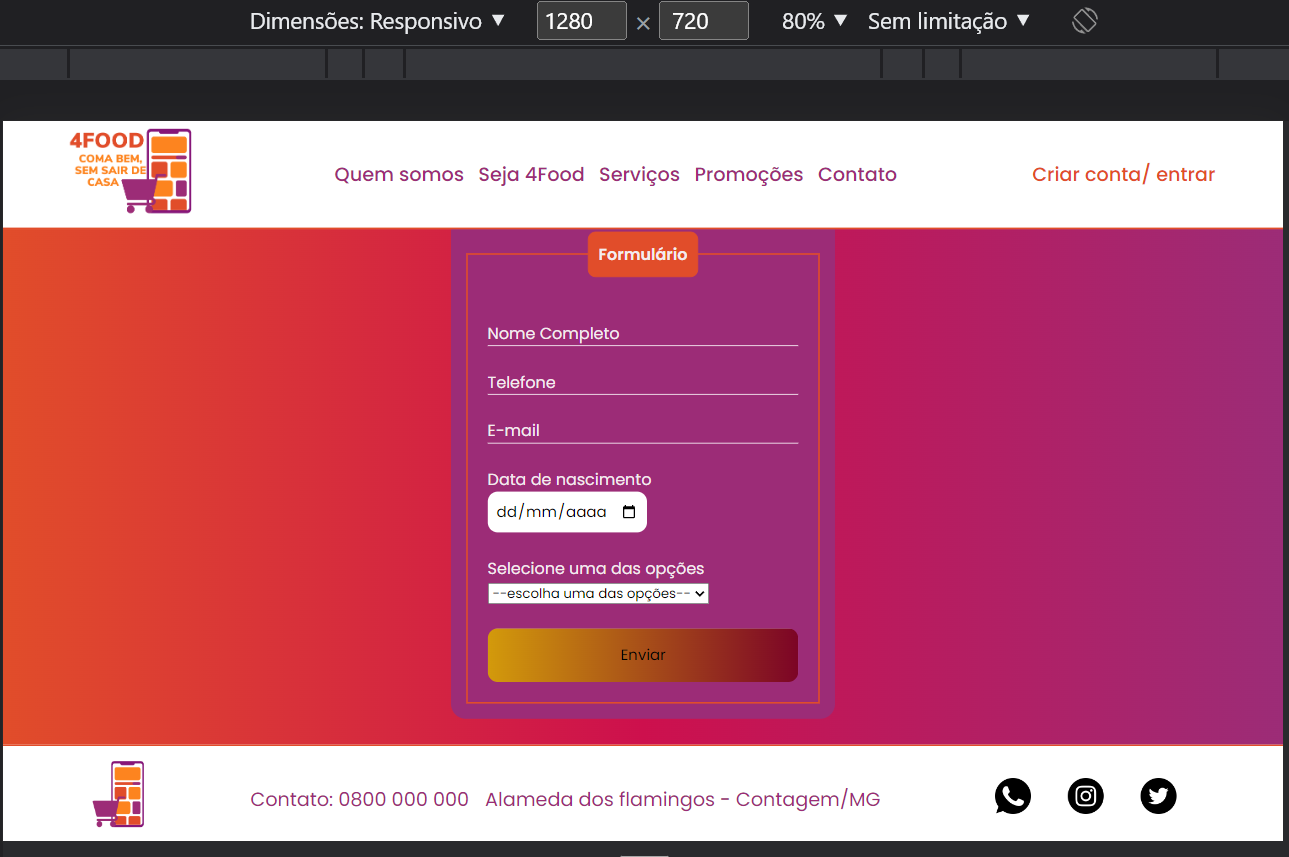 Dimensões: Responsivo ▼ 1280 × 720 80% ▼ Sem limitação ▼
4FOOD
COMA BEM,
SEM SAIR DE
CASA
Quem somos Seja 4Food Serviços Promoções Contato Criar conta/ entrar
Formulário
Nome Completo
Telefone
E-mail
Data de nascimento
dd/mm/aaaa
Selecione uma das opções
--escolha uma das opções--
Enviar
Contato: 0800 000 000 Alameda dos flamingos - Contagem/MG